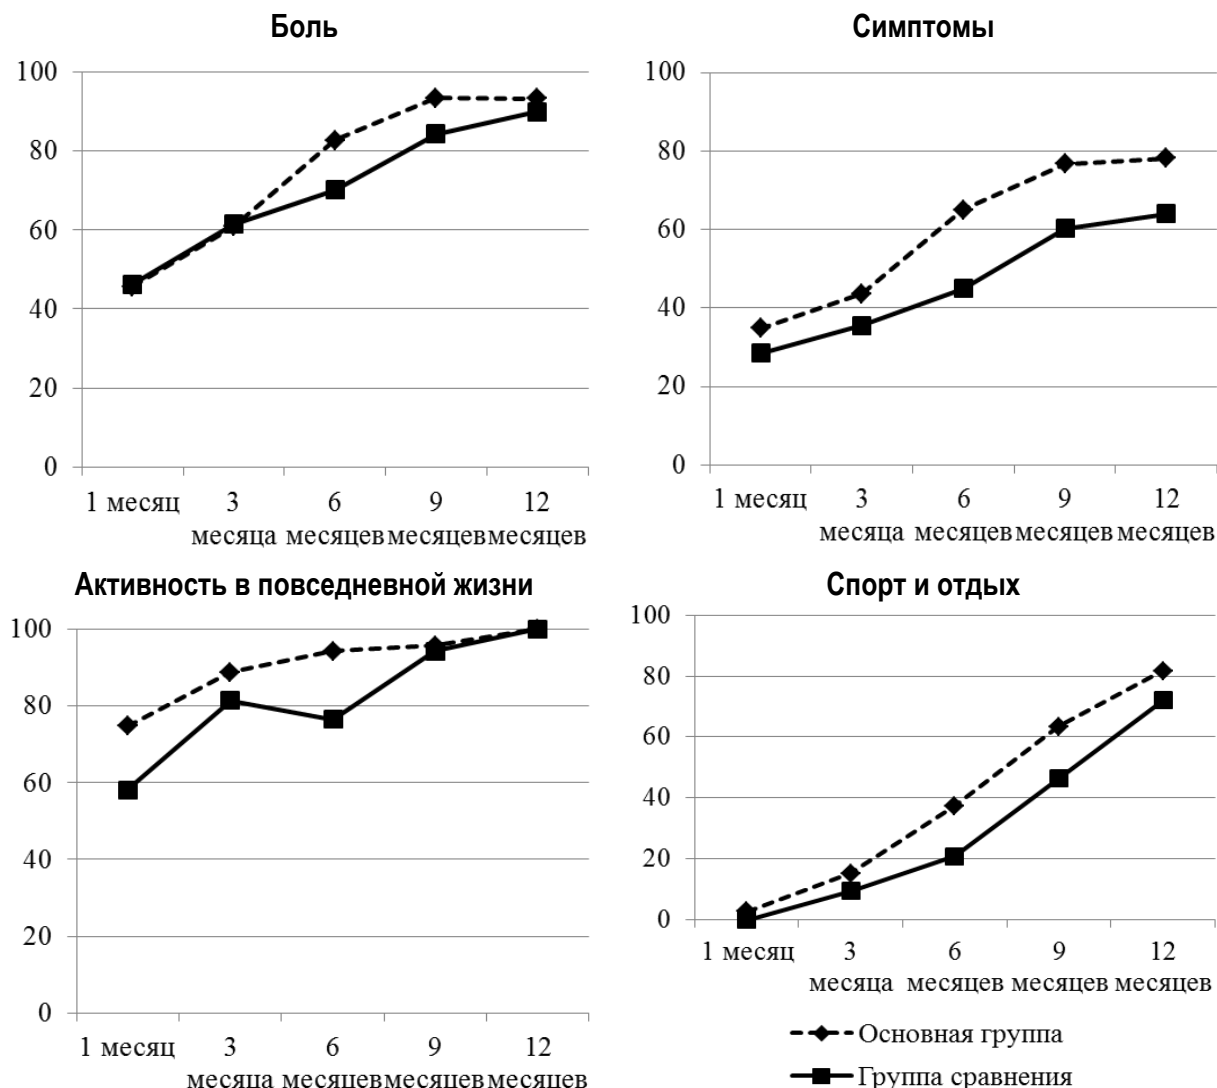 Боль
100
80
60
40
20
0
1 месяц 3 6 9 12
месяца месяцев месяцев месяцев
Симптомы
100
80
60
40
20
0
1 месяц 3 6 9 12
месяца месяцев месяцев месяцев
Активность в повседневной жизни
100
80
60
40
20
0
1 месяц 3 6 9 12
месяца месяцев месяцев месяцев
Спорт и отдых
100
80
60
40
20
0
1 месяц 3 6 9 12
месяца месяцев месяцев месяцев
Основная группа
Группа сравнения